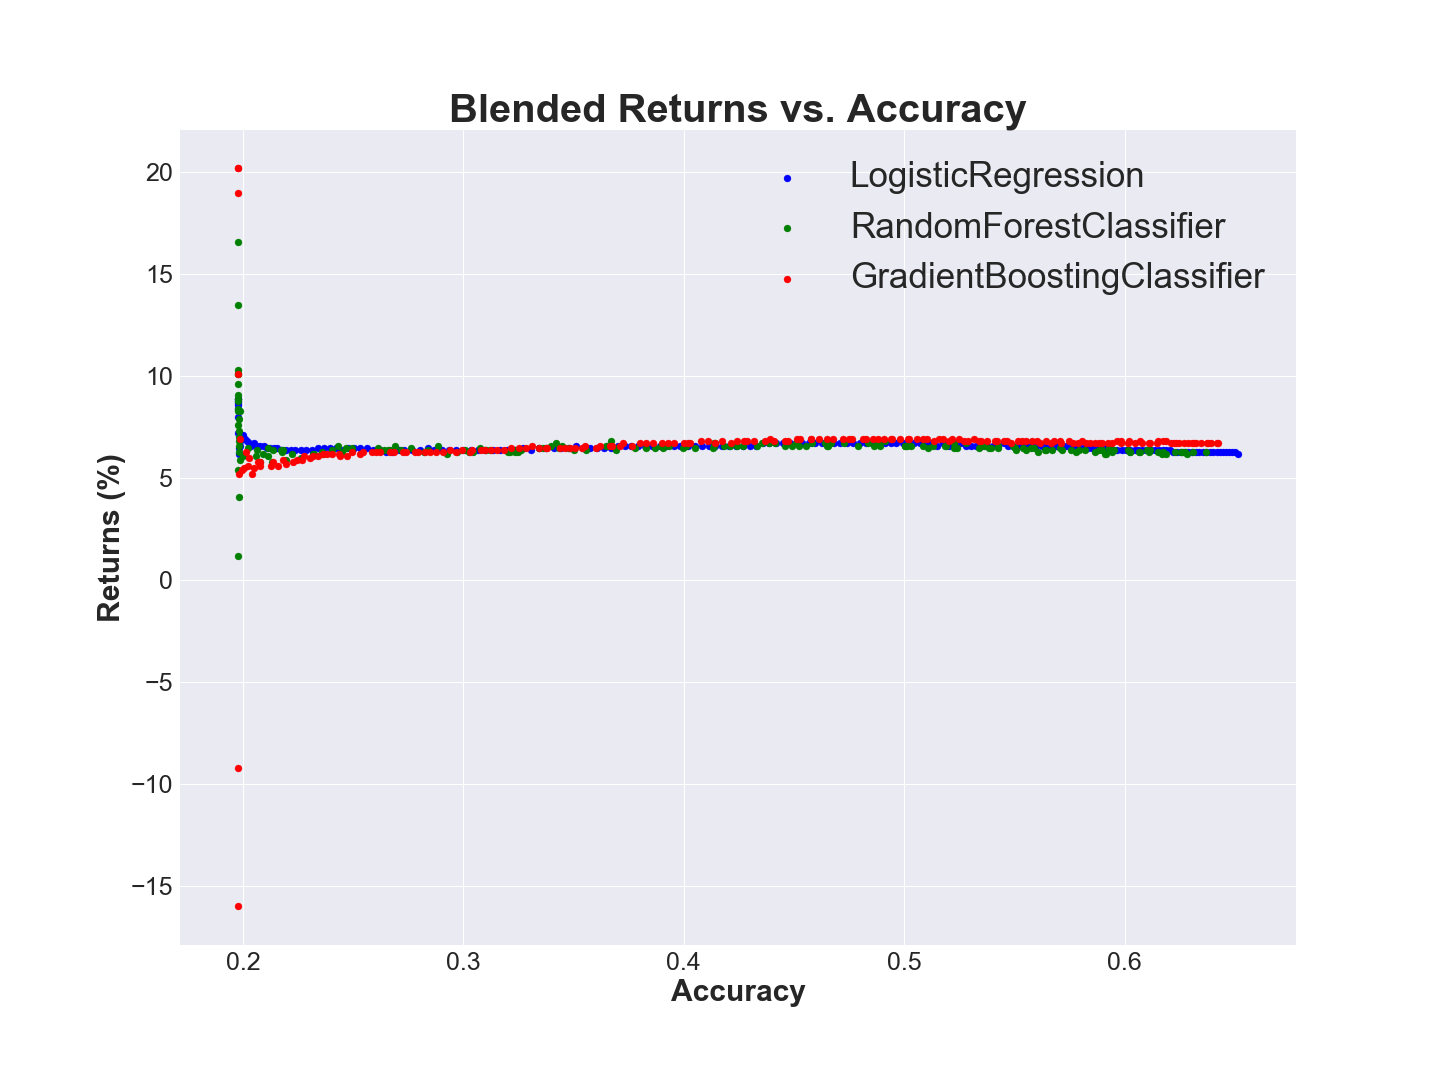 Blended Returns vs. Accuracy
LogisticRegression
RandomForestClassifier
GradientBoostingClassifier
20
15
10
5
0
−5
−10
−15
Returns (%)
0.2 0.3 0.4 0.5 0.6
Accuracy